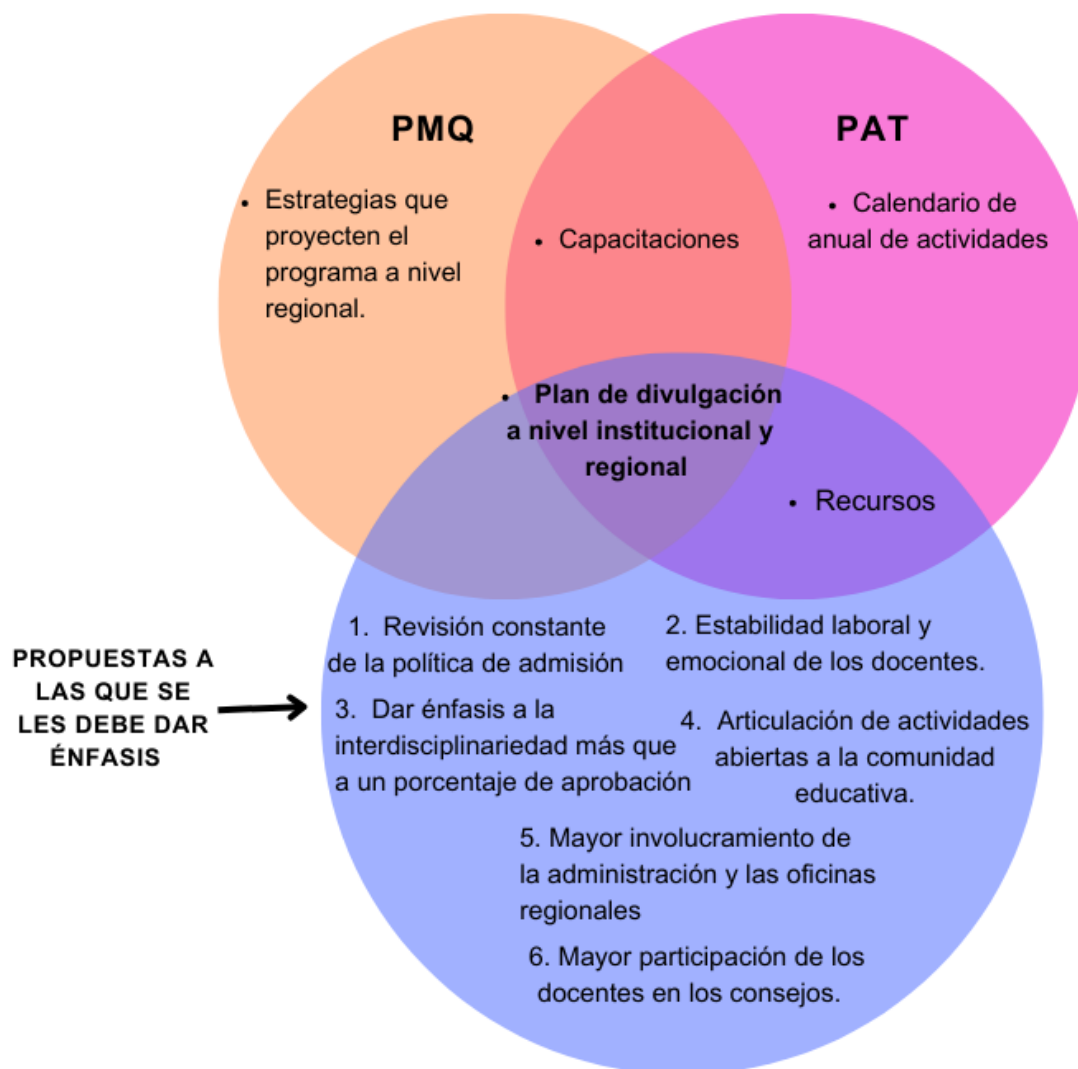 PMQ
• Estrategias que
proyecten el
programa a nivel
regional.
• Capacitaciones
PAT
• Calendario de
anual de actividades
• Plan de divulgación
a nivel institucional y
regional
• Recursos
PROPUESTAS A
LAS QUE SE
LES DEBE DAR
ÉNFASIS
1. Revisión constante
de la política de admisión
2. Estabilidad laboral y
emocional de los docentes.
3. Dar énfasis a la
interdisciplinariedad más que
a un porcentaje de aprobación
4. Articulación de actividades
abiertas a la comunidad
educativa.
5. Mayor involucramiento de
la administración y las oficinas
regionales
6. Mayor participación de los
docentes en los consejos.